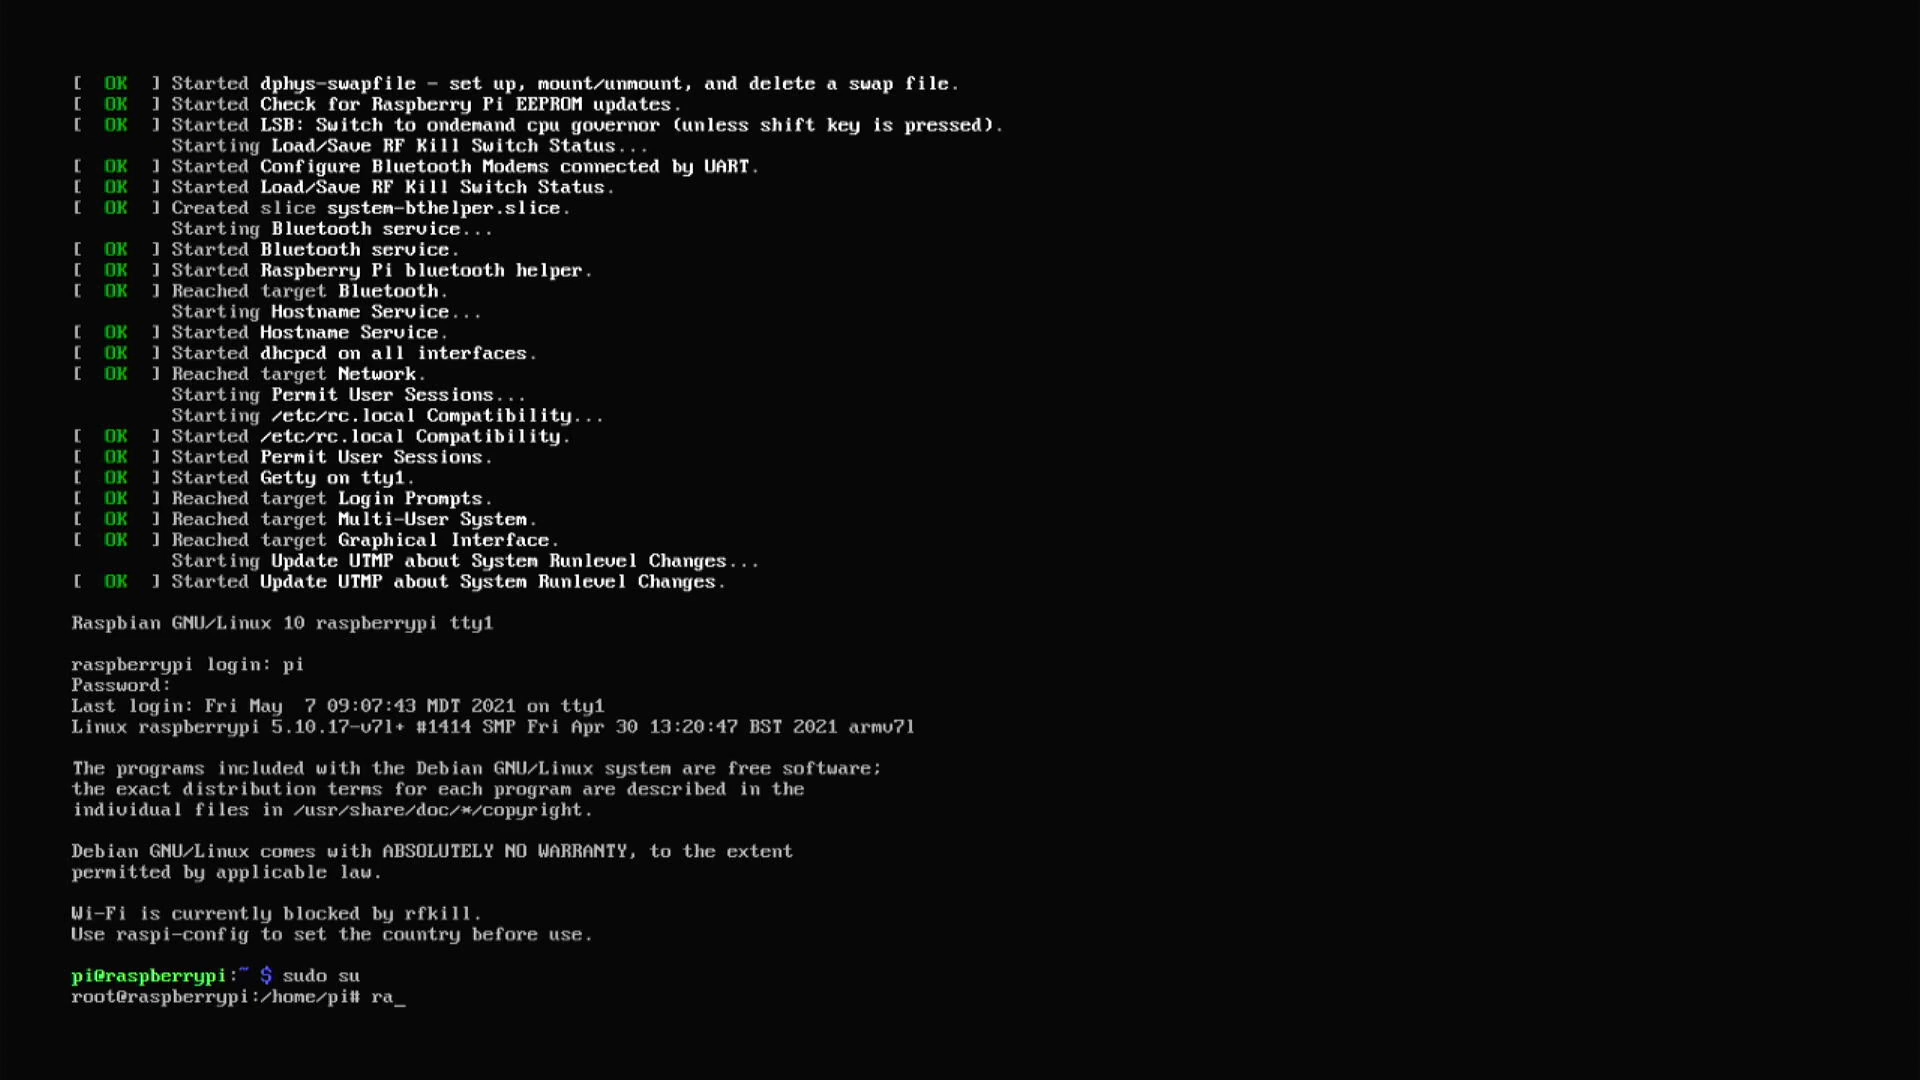 [  OK  ] Started dphys-swapfile - set up, mount/unmount, and delete a swap file.
[  OK  ] Started Check for Raspberry Pi EEPROM updates.
[  OK  ] Started LSB: Switch to ondemand cpu governor (unless shift key is pressed).
         Starting Load/Save RF Kill Switch Status...
[  OK  ] Started Configure Bluetooth Modems connected by UART.
[  OK  ] Started Load/Save RF Kill Switch Status.
[  OK  ] Created slice system-bthelper.slice.
         Starting Bluetooth service...
[  OK  ] Started Bluetooth service.
[  OK  ] Started Raspberry Pi bluetooth helper.
[  OK  ] Reached target Bluetooth.
         Starting Hostname Service...
[  OK  ] Started Hostname Service.
[  OK  ] Started dhcpcd on all interfaces.
[  OK  ] Reached target Network.
         Starting Permit User Sessions...
         Starting /etc/rc.local Compatibility...
[  OK  ] Started /etc/rc.local Compatibility.
[  OK  ] Started Permit User Sessions.
[  OK  ] Started Getty on tty1.
[  OK  ] Reached target Login Prompts.
[  OK  ] Reached target Multi-User System.
[  OK  ] Reached target Graphical Interface.
         Starting Update UTMP about System Runlevel Changes...
[  OK  ] Started Update UTMP about System Runlevel Changes.
Raspbian GNU/Linux 10 raspberrypi tty1
raspberrypi login: pi
Password:
Last login: Fri May  7 09:07:43 MDT 2021 on tty1
Linux raspberrypi 5.10.17-v7l+ #1414 SMP Fri Apr 30 13:20:47 BST 2021 armv7l
The programs included with the Debian GNU/Linux system are free software;
the exact distribution terms for each program are described in the
individual files in /usr/share/doc/*/copyright.
Debian GNU/Linux comes with ABSOLUTELY NO WARRANTY, to the extent
permitted by applicable law.
Wi-Fi is currently blocked by rfkill.
Use raspi-config to set the country before use.
pi@raspberrypi:~ $ sudo su
root@raspberrypi:/home/pi# ra_